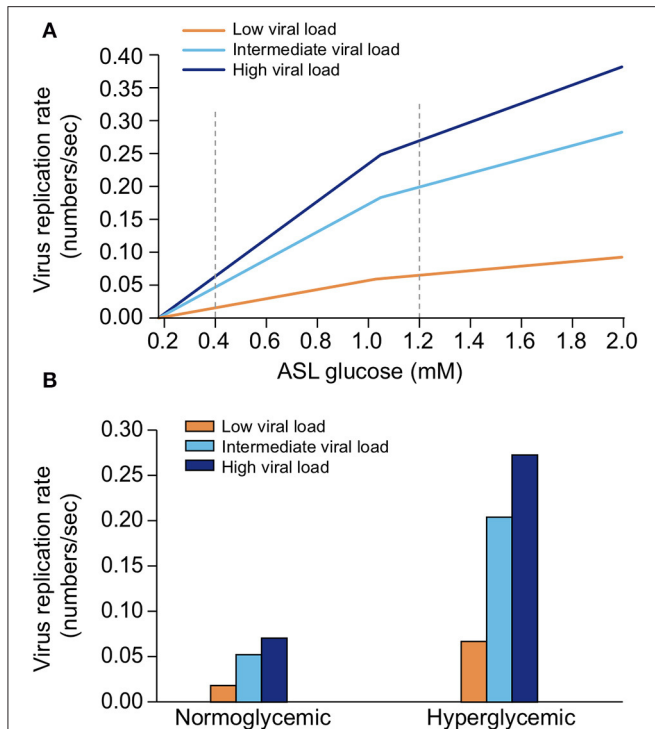 A
Low viral load
Intermediate viral load
High viral load
Virus replication rate
(numbers/sec)
0.40
0.35
0.30
0.25
0.20
0.15
0.10
0.05
0.00
0.2 0.4 0.6 0.8 1.0 1.2 1.4 1.6 1.8 2.0
ASL glucose (mM)
B
Low viral load
Intermediate viral load
High viral load
Virus replication rate
(numbers/sec)
0.30
0.25
0.20
0.10
0.05
0.00
Normoglycemic Hyperglycemic